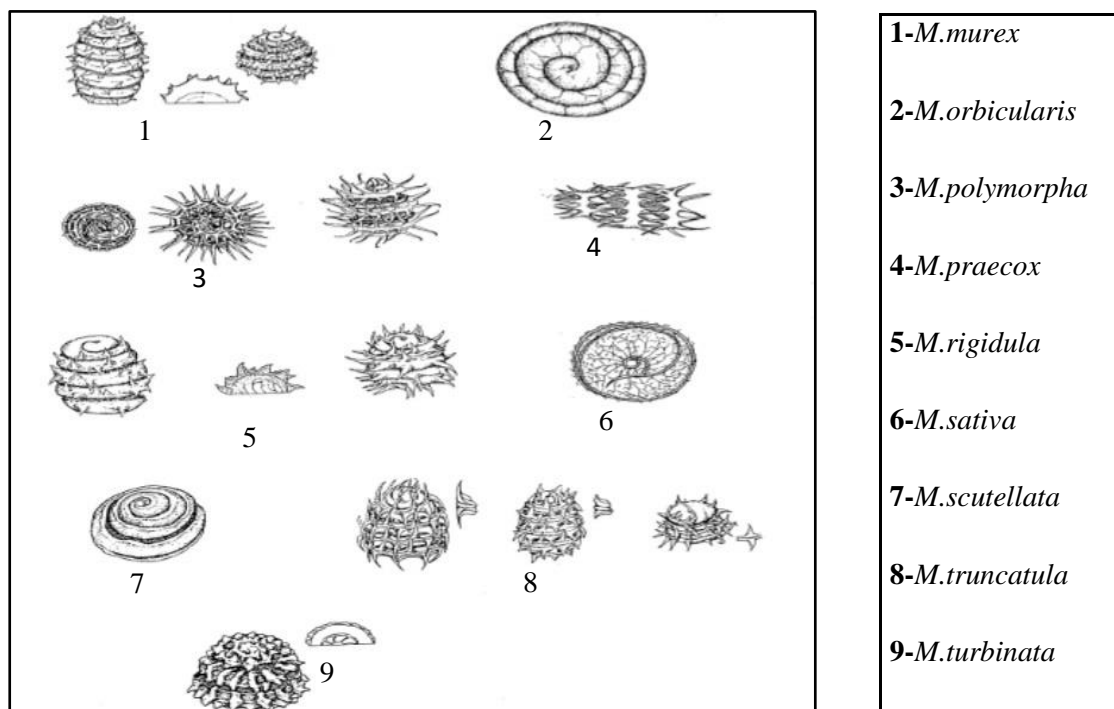 1
2
3
4
5
6
7
8
9
1-M.murex
2-M.orbicularis
3-M.polymorpha
4-M.praecox
5-M.rigidula
6-M.sativa
7-M.scutellata
8-M.truncatula
9-M.turbinata